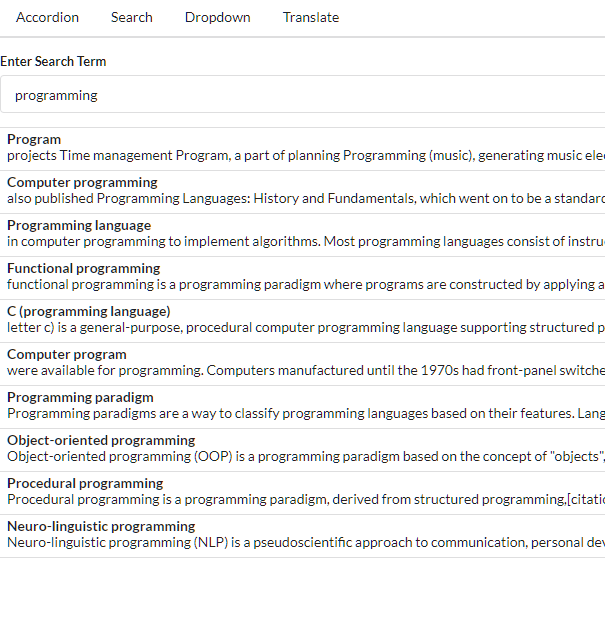 Accordion Search Dropdown Translate
Enter Search Term
programming
Program
projects Time management Program, a part of planning Programming (music), generating music
Computer programming
also published Programming Languages: History and Fundamentals, which went on to be a standard
Programming language
in computer programming to implement algorithms. Most programming languages consist of
Functional programming
functional programming is a programming paradigm where programs are constructed by applying a
C (programming language)
letter c) is a general-purpose, procedural computer programming language supporting structured
Computer program
were available for programming. Computers manufactured until the 1970s had front-panel
Programming paradigm
Programming paradigms are a way to classify programming languages based on their features.
Object-oriented programming
Object-oriented programming (OOP) is a programming paradigm based on the concept of "objects",
Procedural programming
Procedural programming is a programming paradigm, derived from structured programming,
Neuro-linguistic programming
Neuro-linguistic programming (NLP) is a pseudoscientific approach to communication, personal